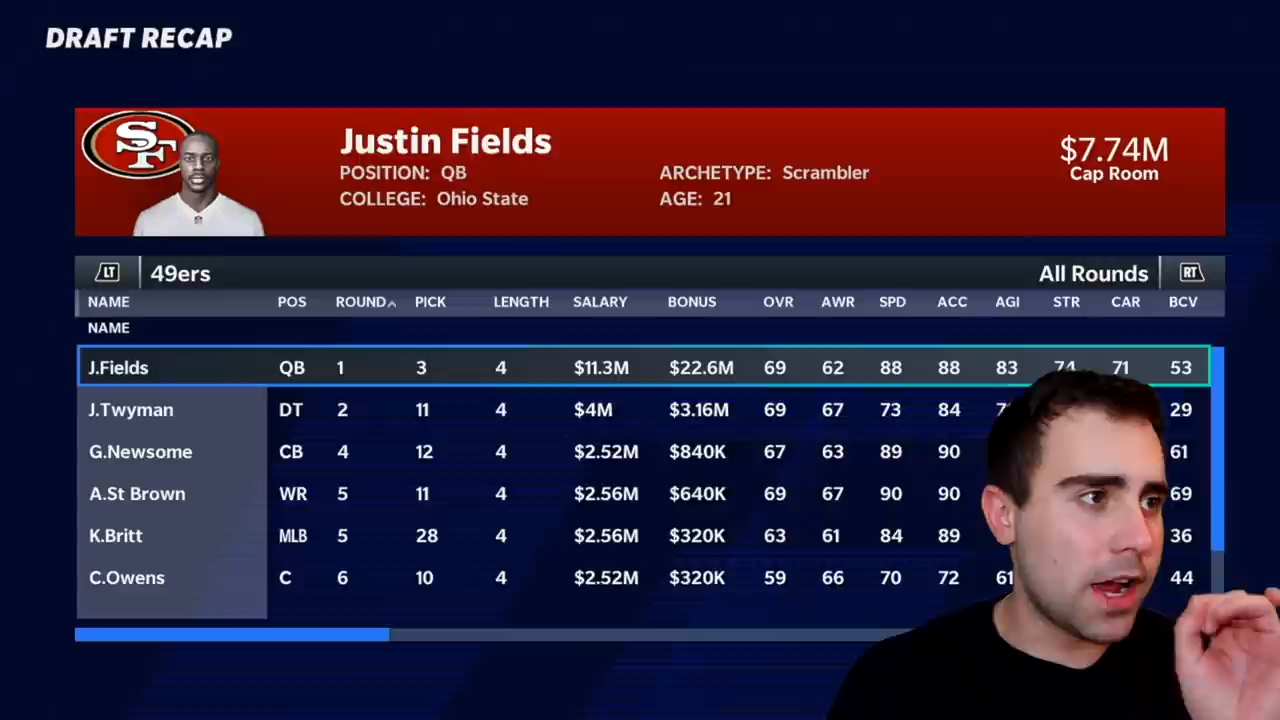 DRAFT RECAP
SF
Justin Fields
POSITION: QB
ARCHETYPE: Scrambler
COLLEGE: Ohio State
AGE: 21
$7.74M
Cap Room
LT 49ers All Rounds RT
NAME POS ROUND PICK LENGTH SALARY BONUS OVR AWR SPD ACC AGI STR CAR BCV
NAME
J.Fields QB 1 3 4 $11.3M $22.6M 69 62 88 88 83 74 71 53
J.Twyman DT 2 11 4 $4M $3.16M 69 67 73 84 29
G.Newsome CB 4 12 4 $2.52M $840K 67 63 89 90 61
A.St Brown WR 5 11 4 $2.56M $640K 69 67 90 90 69
K.Britt MLB 5 28 4 $2.56M $320K 63 61 84 89 36
C.Owens C 6 10 4 $2.52M $320K 59 66 70 72 61 44